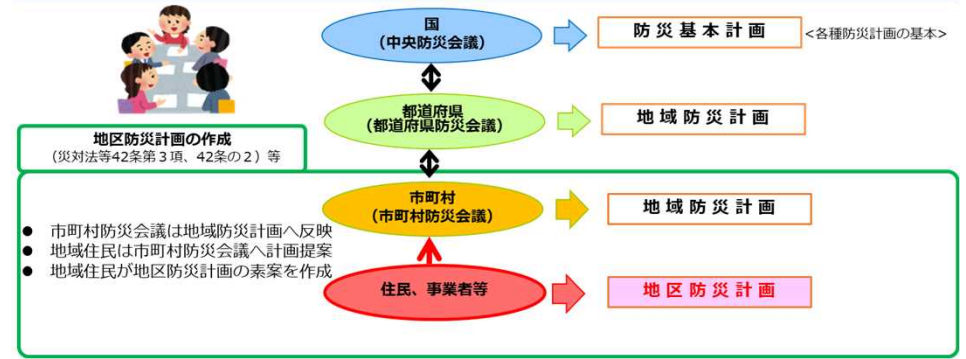 国
（中央防災会議）
防災基本計画
<各種防災計画の基本>
都道府県
（都道府県防災会議）
地域防災計画
地区防災計画の作成
（災対法等42条第３項、42条の２）等
市町村
（市町村防災会議）
地域防災計画
● 市町村防災会議は地域防災計画へ反映
● 地域住民は市町村防災会議へ計画提案
● 地域住民が地区防災計画の素案を作成
住民、事業者等
地区防災計画